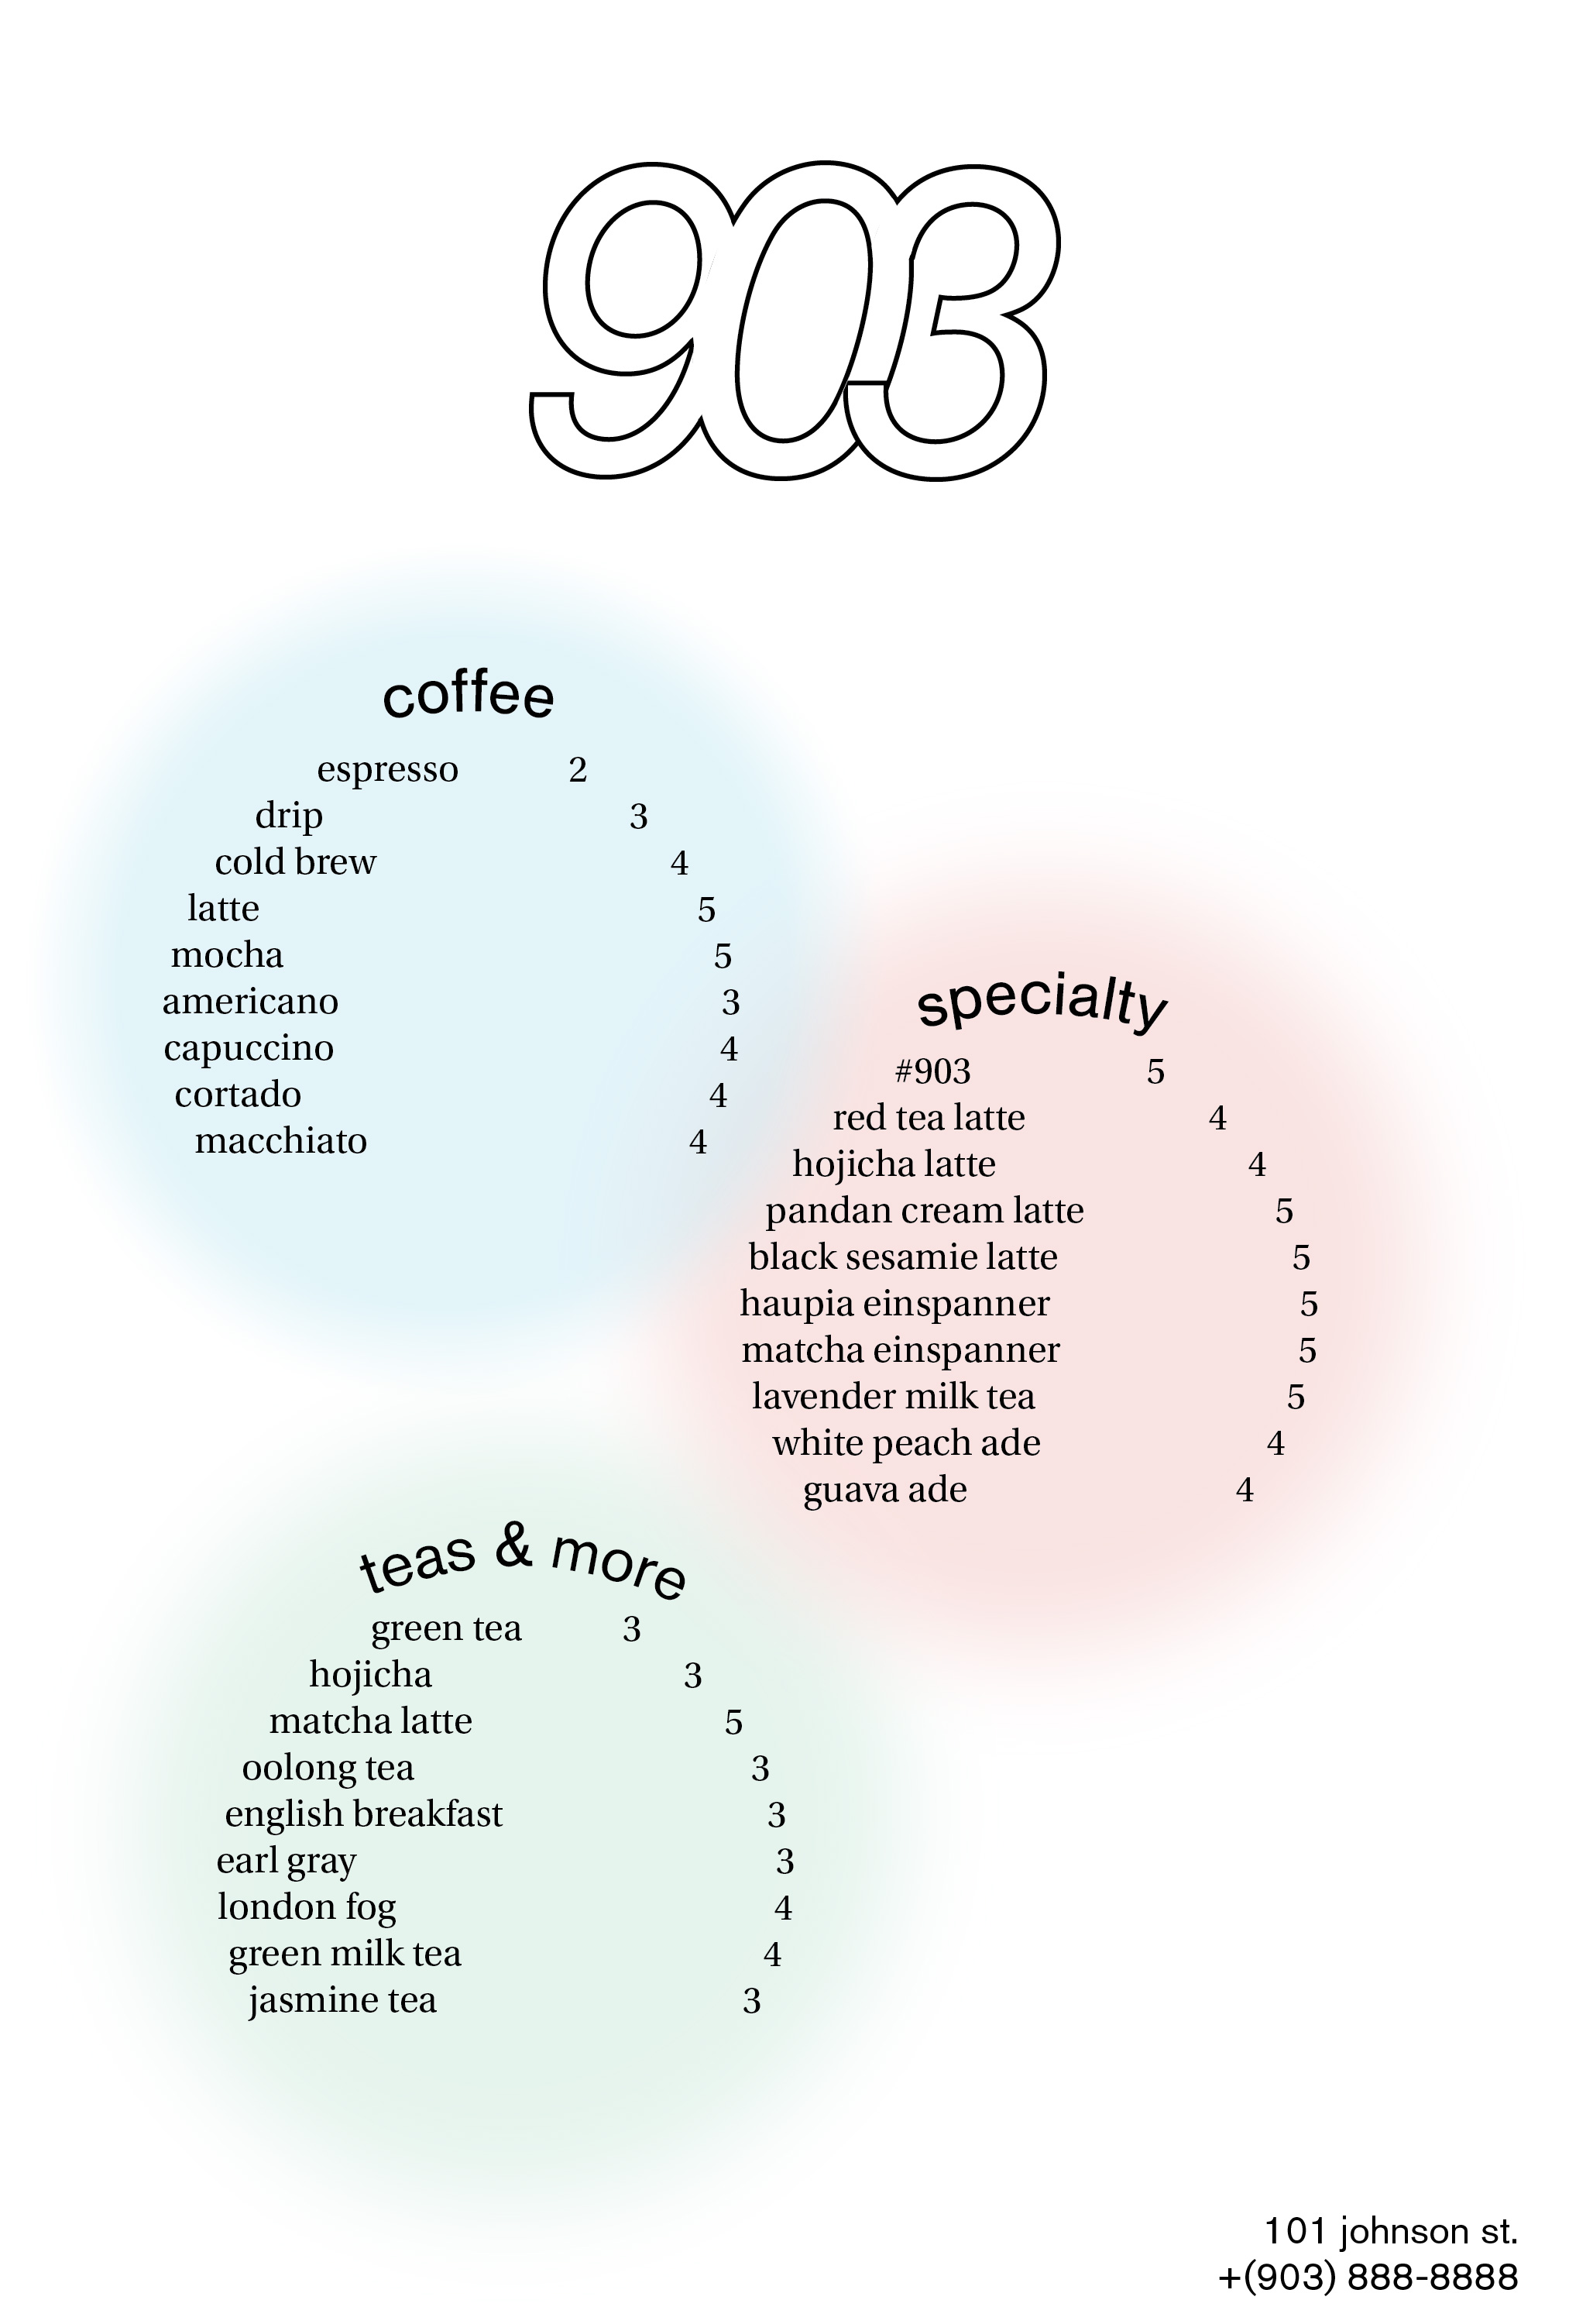 903
coffee
espresso 2
drip 3
cold brew 4
latte 5
mocha 5
americano 3
capuccino 4
cortado 4
macchiato 4
specialty
#903 5
red tea latte 4
hojicha latte 4
pandan cream latte 5
black sesamie latte 5
haupia einspanner 5
matcha einspanner 5
lavender milk tea 5
white peach ade 4
guava ade 4
teas & more
green tea 3
hojicha 3
matcha latte 5
oolong tea 3
english breakfast 3
earl gray 3
london fog 4
green milk tea 4
jasmine tea 3
101 johnson st.
+(903) 888-8888